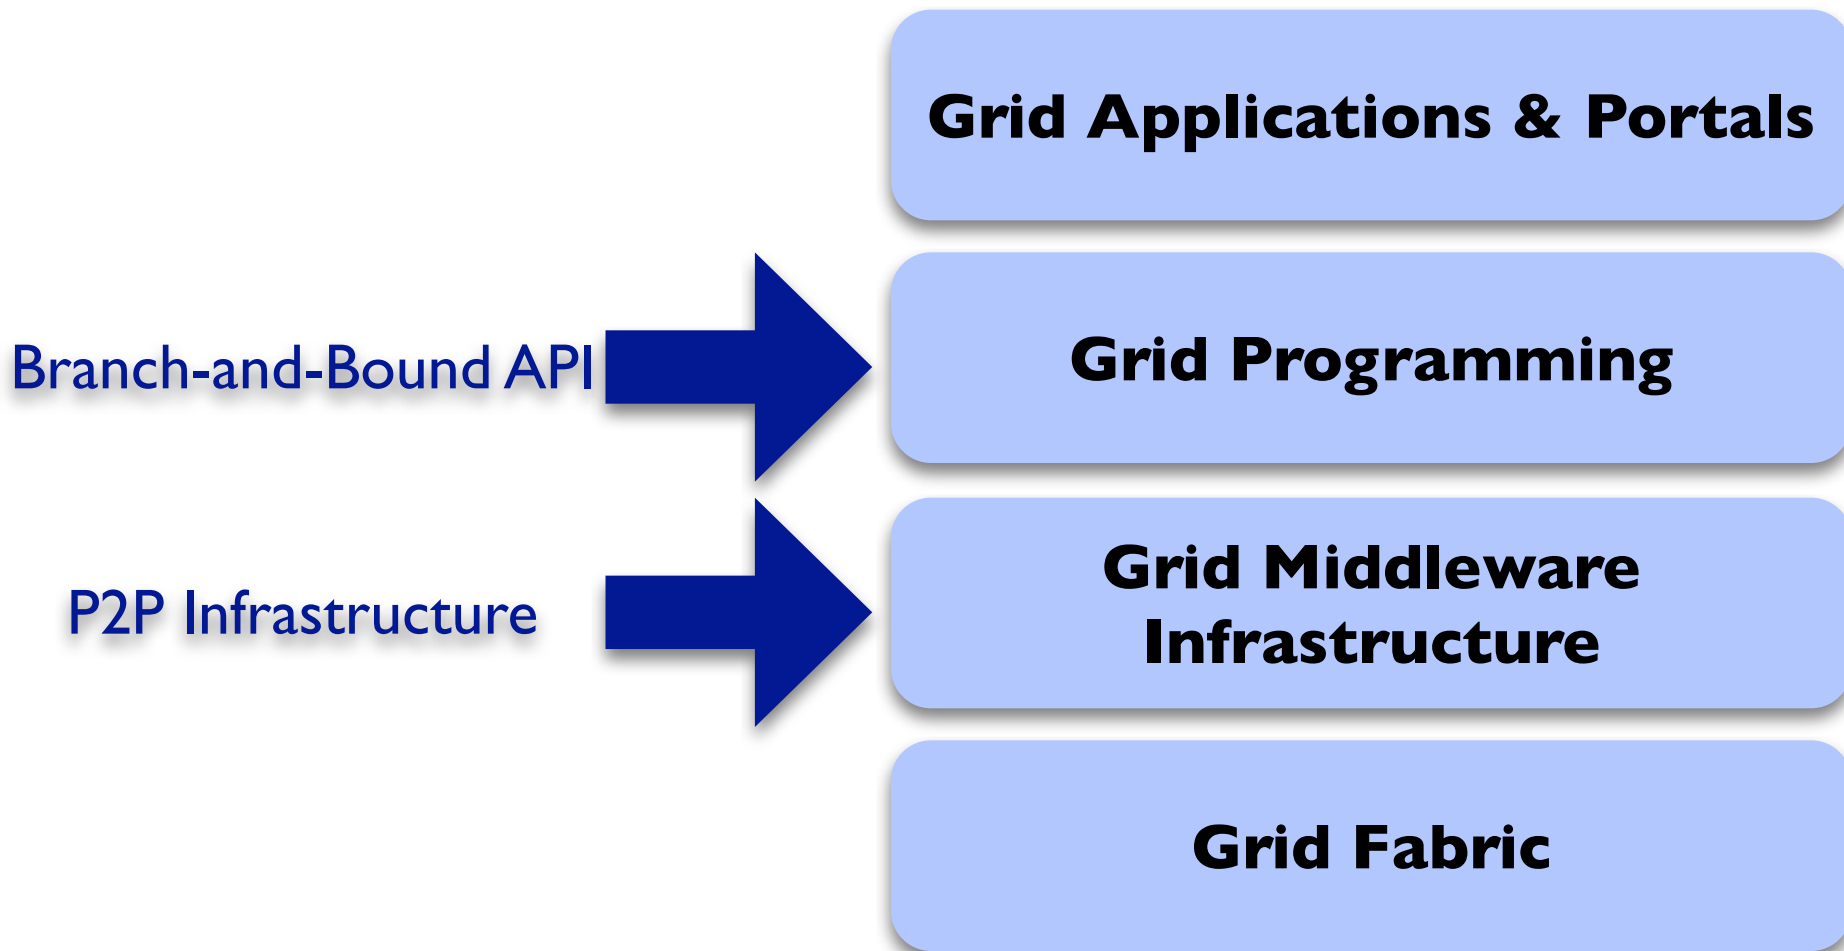 Grid Applications & Portals
Branch-and-Bound API
Grid Programming
P2P Infrastructure
Grid Middleware
Infrastructure
Grid Fabric